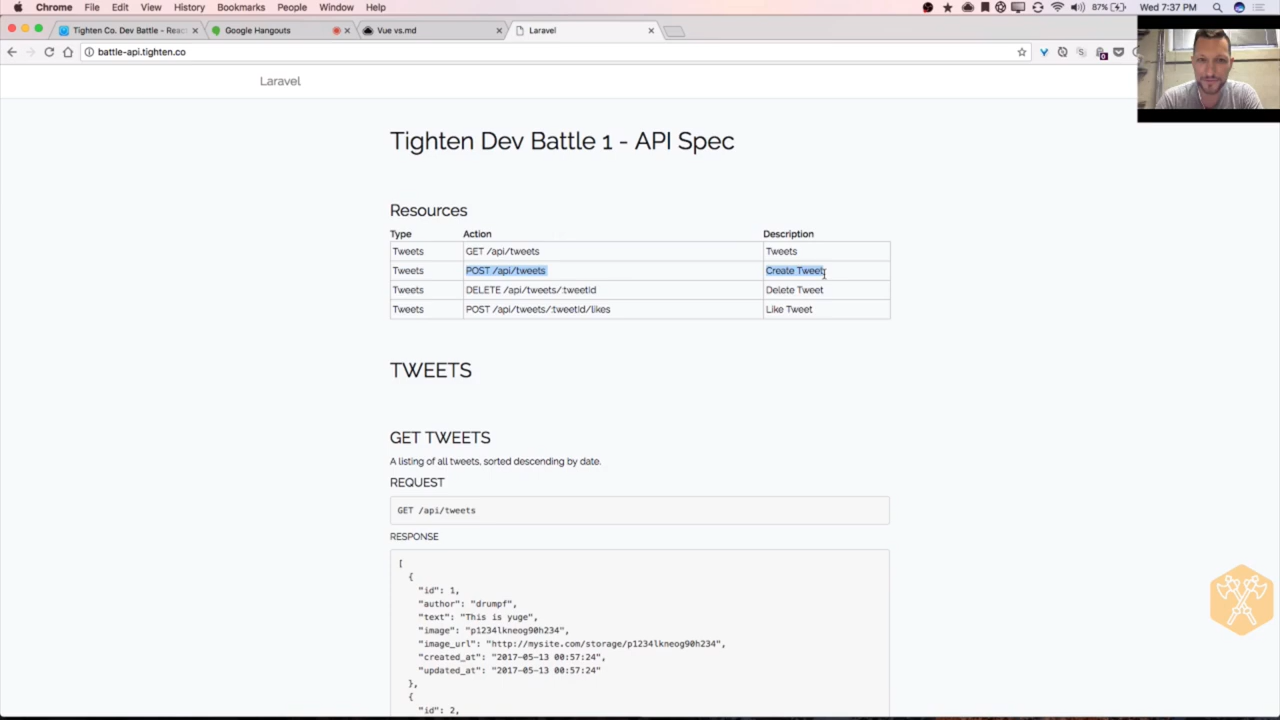 Chrome File Edit View History Bookmarks People Window Help 87% Wed 7:37 PM
Tighten Co. Dev Battle - Reac Google Hangouts Vue vs.md Laravel
battle-api.tighten.co
Laravel
Tighten Dev Battle 1 - API Spec
Resources
Type Action Description
Tweets GET /api/tweets Tweets
Tweets POST /api/tweets Create Tweet
Tweets DELETE /api/tweets/:tweetId Delete Tweet
Tweets POST /api/tweets/:tweetId/likes Like Tweet
TWEETS
GET TWEETS
A listing of all tweets, sorted descending by date.
REQUEST
GET /api/tweets
RESPONSE
[
{
"id": 1,
"author": "drumpf",
"text": "This is yuge",
"image": "p1234lkneog90h234",
"image_url": "http://mysite.com/storage/p1234lkneog90h234",
"created_at": "2017-05-13 00:57:24",
"updated_at": "2017-05-13 00:57:24"
},
{
"id": 2,